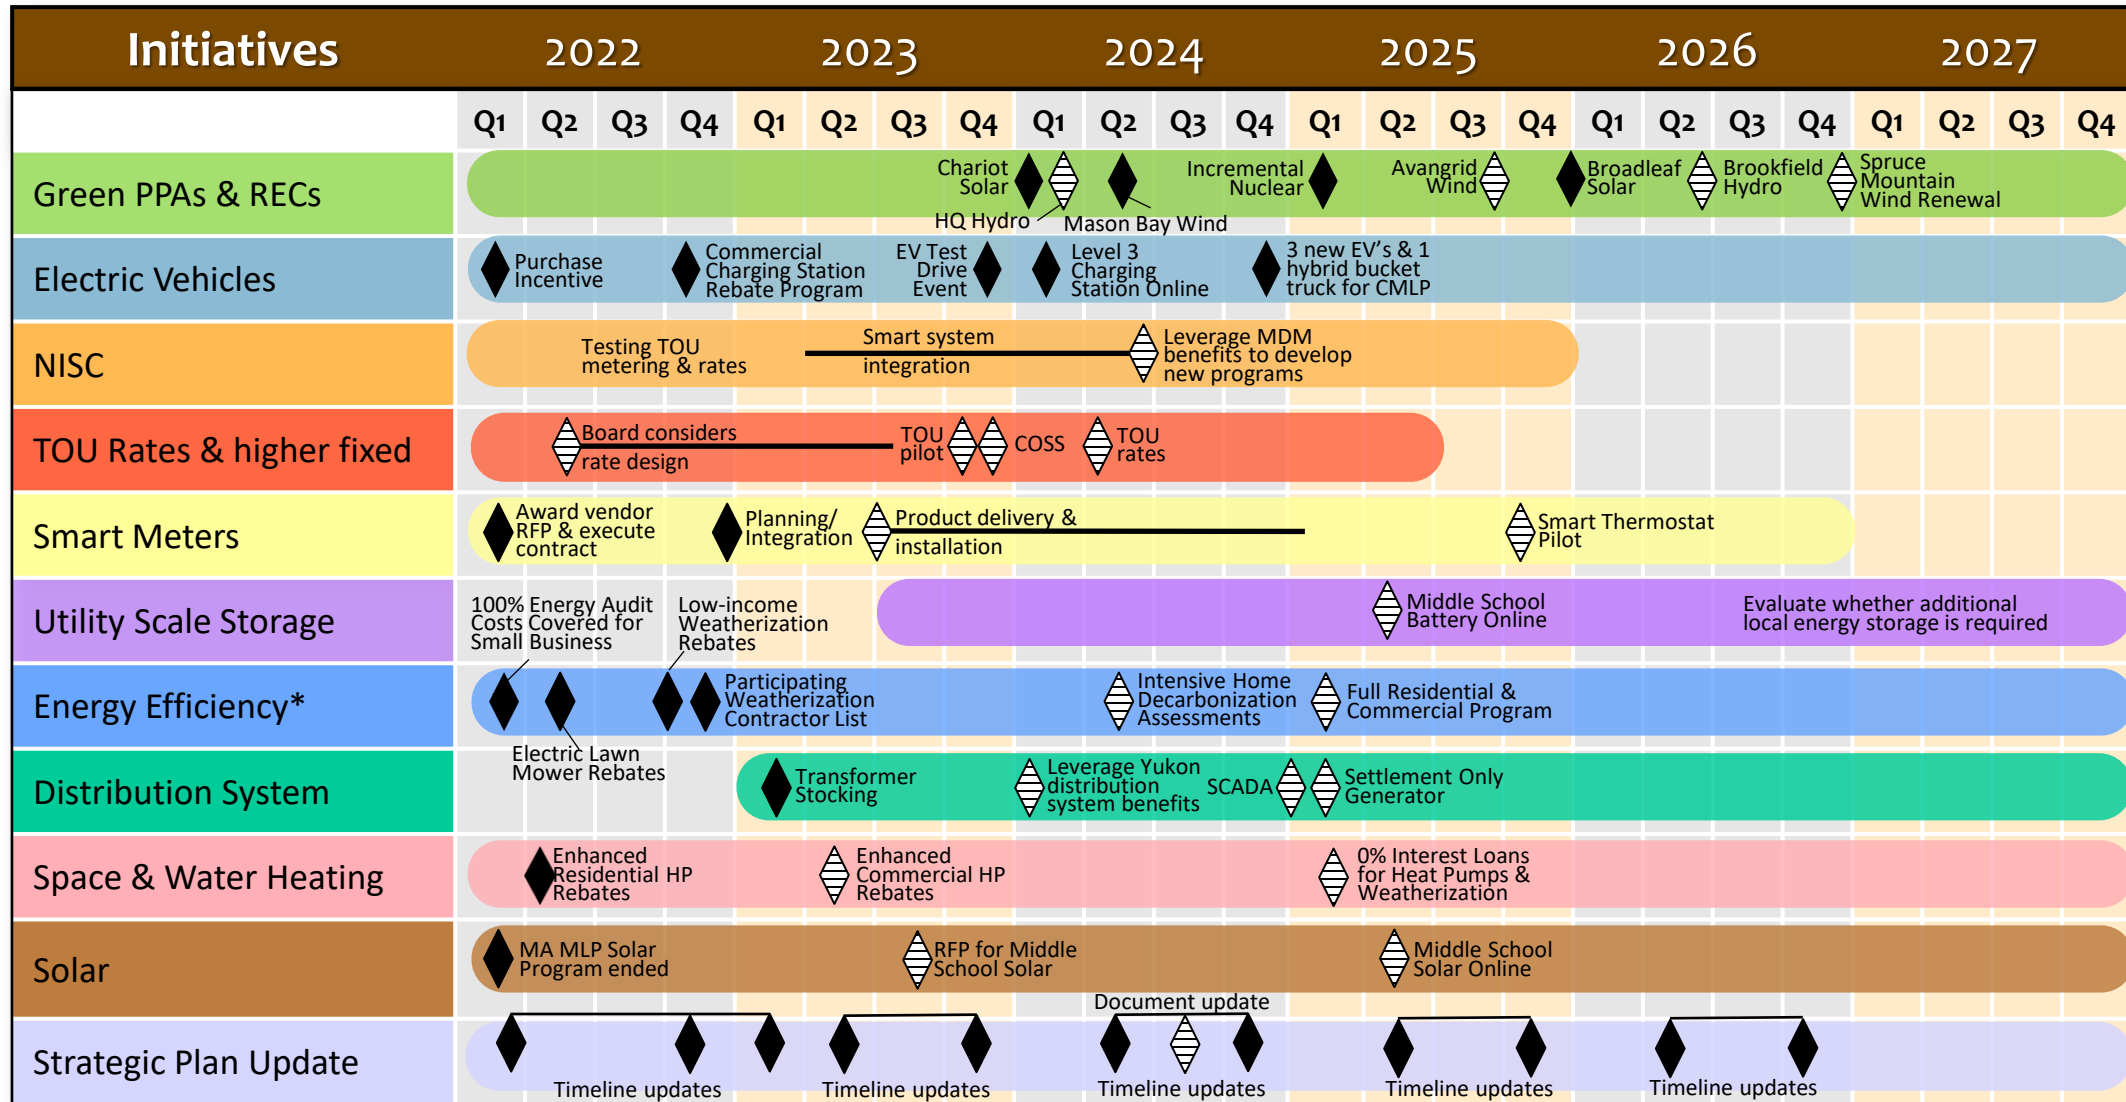 Initiatives 2022 2023 2024 2025 2026 2027
Q1 Q2 Q3 Q4 Q1 Q2 Q3 Q4 Q1 Q2 Q3 Q4 Q1 Q2 Q3 Q4 Q1 Q2 Q3 Q4 Q1 Q2 Q3 Q4
Green PPAs & RECs
Chariot
Solar
HQ Hydro
Mason Bay Wind
Incremental
Nuclear
Avangrid
Wind
Broadleaf
Solar
Brookfield
Hydro
Spruce
Mountain
Wind Renewal
Electric Vehicles
Purchase
Incentive
Commercial
Charging Station
Rebate Program
EV Test
Drive
Event
Level 3
Charging
Station Online
3 new EV's & 1
hybrid bucket
truck for CMLP
NISC
Testing TOU
metering & rates
Smart system
integration
Leverage MDM
benefits to develop
new programs
TOU Rates & higher fixed
Board considers
rate design
TOU
pilot
COSS
TOU
rates
Smart Meters
Award vendor
RFP & execute
contract
Planning/
Integration
Product delivery &
installation
Smart Thermostat
Pilot
Utility Scale Storage
100% Energy Audit
Costs Covered for
Small Business
Low-income
Weatherization
Rebates
Middle School
Battery Online
Evaluate whether additional
local energy storage is required
Energy Efficiency*
Participating
Weatherization
Contractor List
Intensive Home
Decarbonization
Assessments
Full Residential &
Commercial Program
Electric Lawn
Mower Rebates
Distribution System
Transformer
Stocking
Leverage Yukon
distribution
system benefits
SCADA
Settlement Only
Generator
Space & Water Heating
Enhanced
Residential HP
Rebates
Enhanced
Commercial HP
Rebates
0% Interest Loans
for Heat Pumps &
Weatherization
Solar
MA MLP Solar
Program ended
RFP for Middle
School Solar
Middle School
Solar Online
Document update
Strategic Plan Update
Timeline updates
Timeline updates
Timeline updates
Timeline updates
Timeline updates